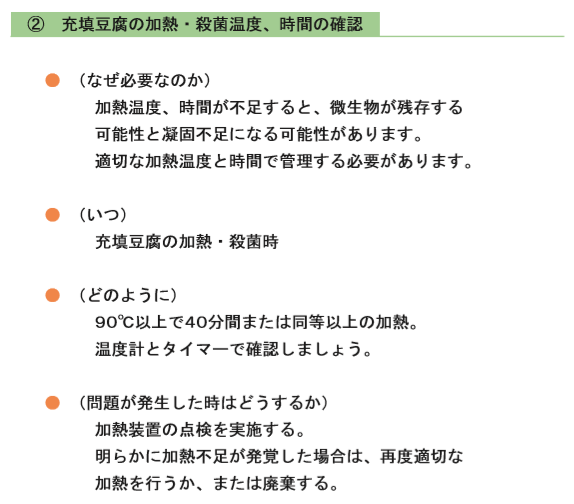 ② 充填豆腐の加熱・殺菌温度、時間の確認
● （なぜ必要なのか）
加熱温度、時間が不足すると、微生物が残存する
可能性と凝固不足になる可能性があります。
適切な加熱温度と時間で管理する必要があります。
● （いつ）
充填豆腐の加熱・殺菌時
● （どのように）
90℃以上で40分間または同等以上の加熱。
温度計とタイマーで確認しましょう。
● （問題が発生した時はどうするか）
加熱装置の点検を実施する。
明らかに加熱不足が発覚した場合は、再度適切な
加熱を行うか、または廃棄する。